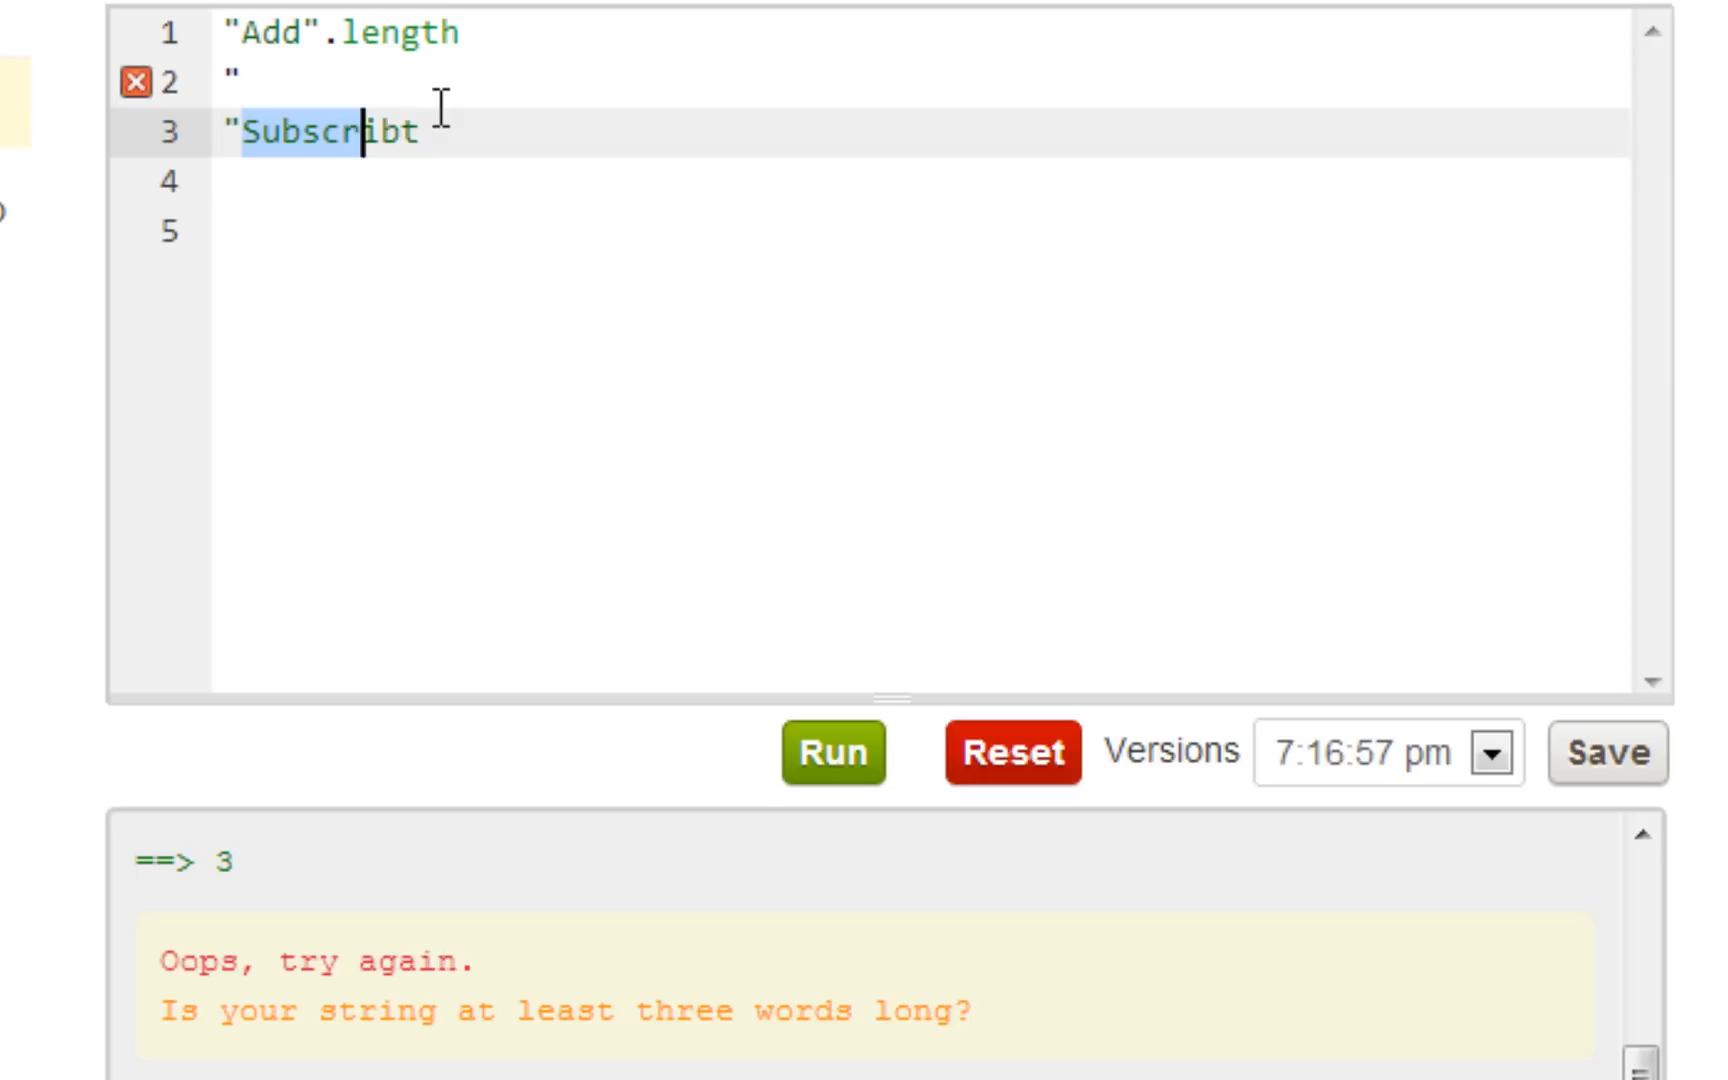 1 "Add".length
2 "
3 "Subscribt
4
5
Run Reset Versions 7:16:57 pm Save
==> 3
Oops, try again.
Is your string at least three words long?